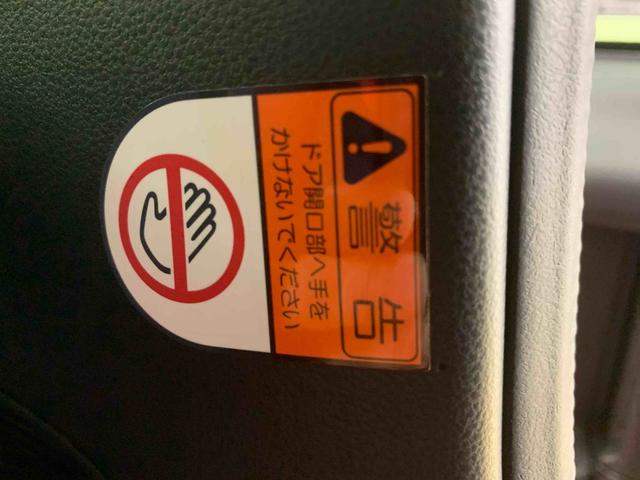 警告
ドア開口部へ手を
かけないでください